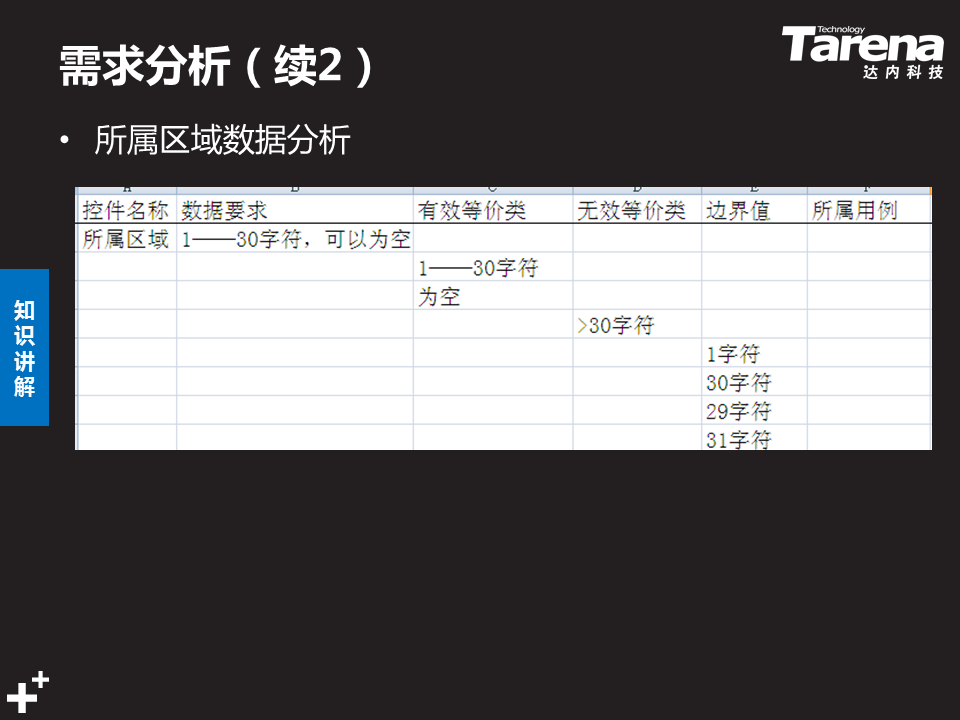 需求分析（续2）
Technology
Tarena
达内科技
• 所属区域数据分析
控件名称 数据要求 有效等价类 无效等价类 边界值 所属用例
所属区域 1——30字符，可以为空
1——30字符
为空
>30字符
1字符
30字符
29字符
31字符
知识讲解